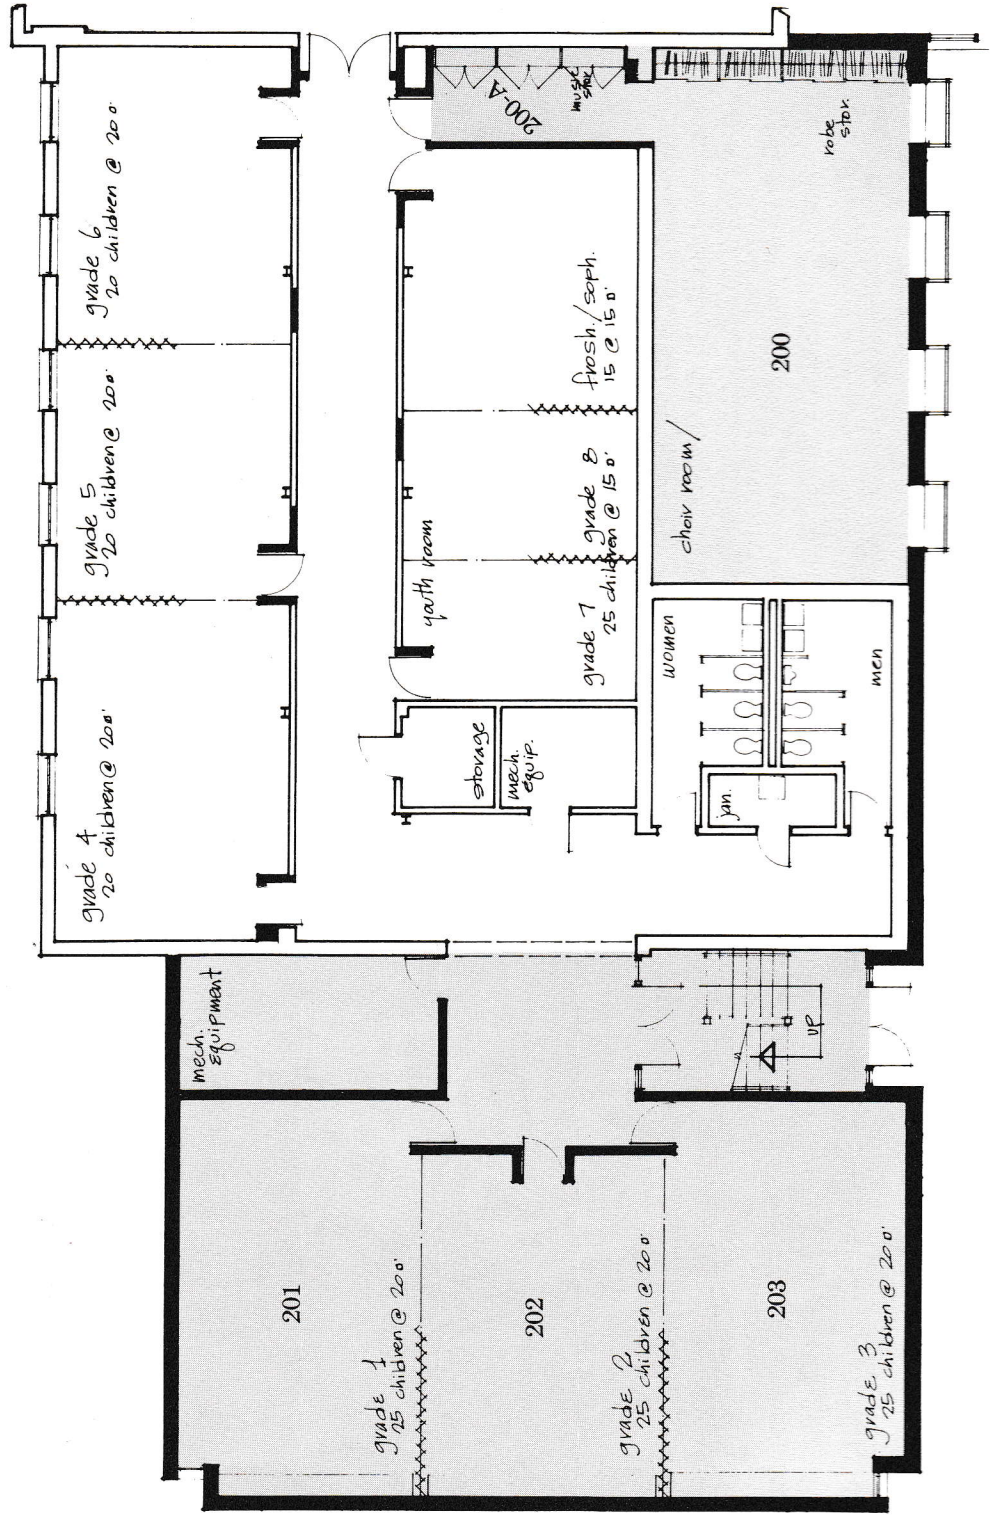 grade 4
20 children @ 20 o'
grade 5
20 children @ 20 o'
grade 6
20 children @ 20 o'
youth room
grade 7
grade 8
25 children @ 15 o'
frosh./soph.
15 @ 15 o'
200-A
music
stor.
robe
stor.
choir room/
200
storage
mech.
equip.
women
men
jan.
mech.
equipment
up
201
grade 1
25 children @ 20 o'
202
grade 2
25 children @ 20 o'
203
grade 3
25 children @ 20 o'